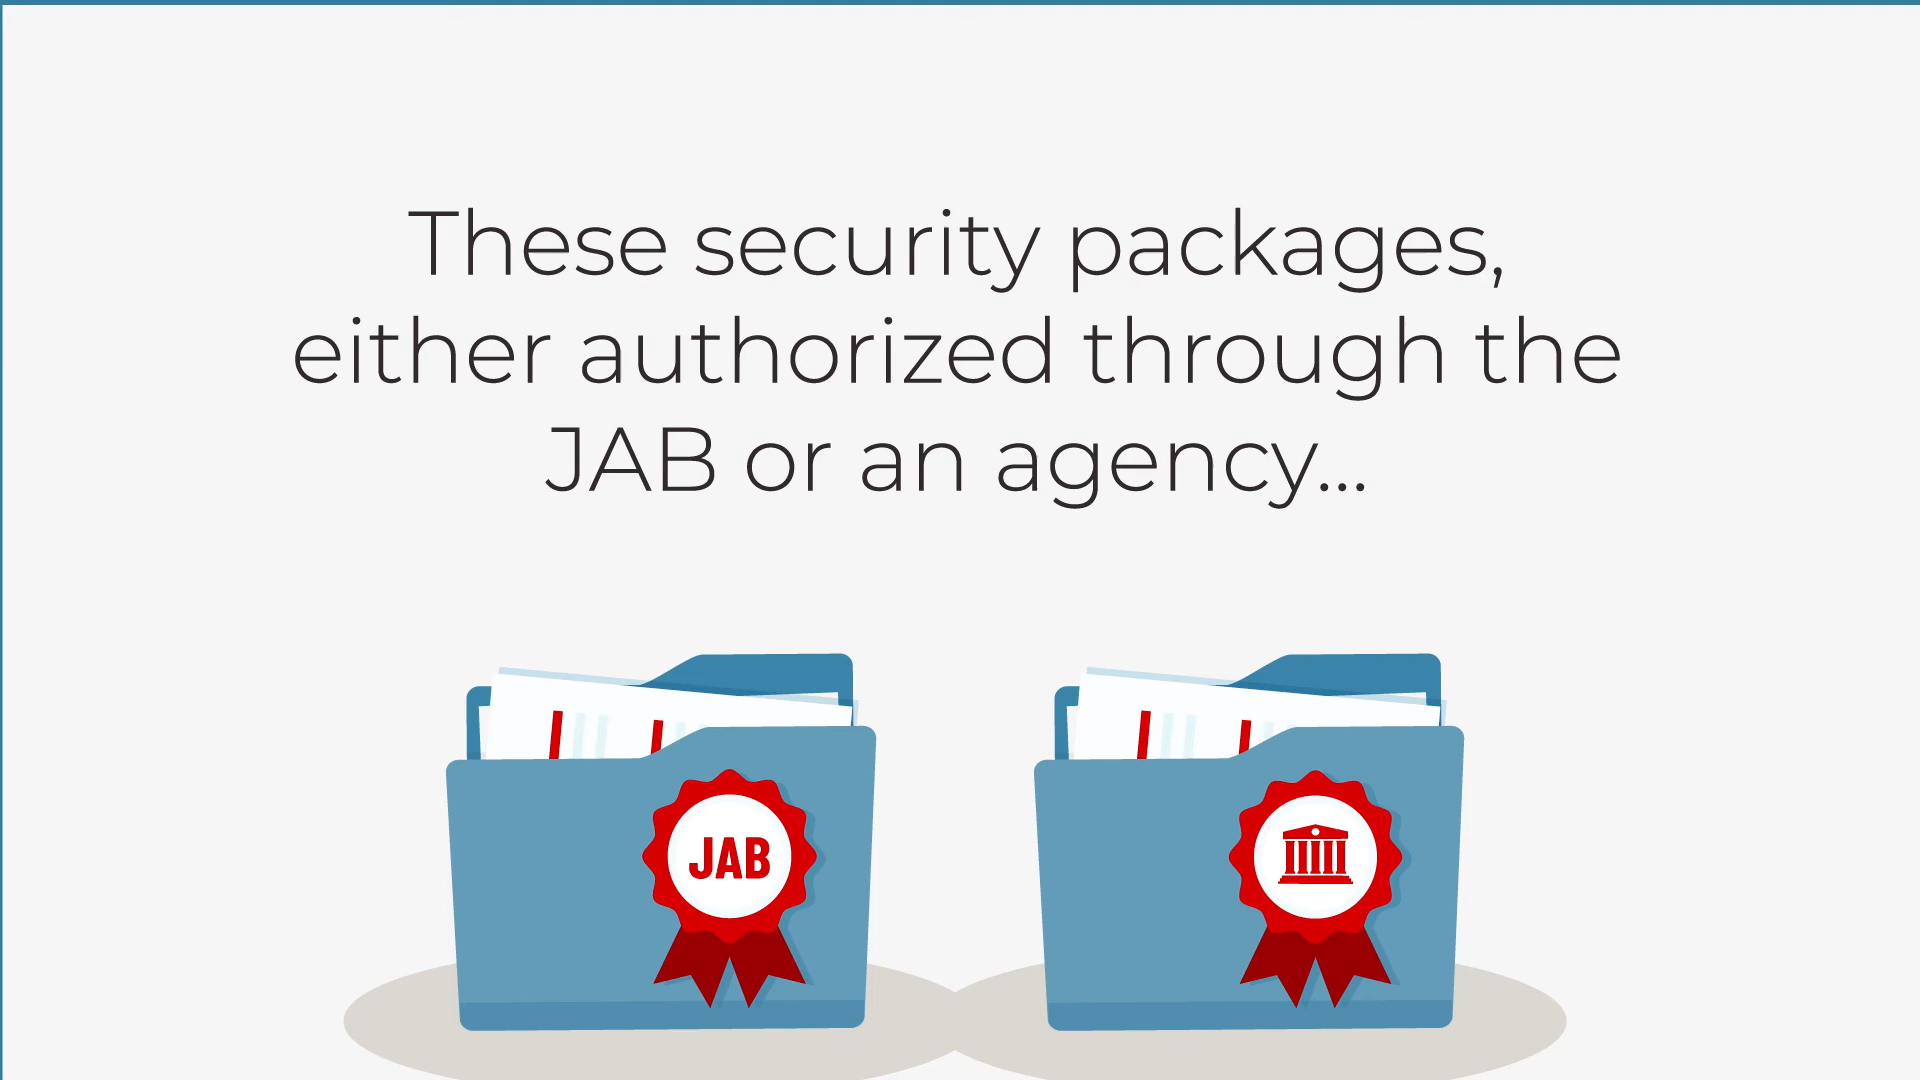 These security packages,
either authorized through the
JAB or an agency...
JAB